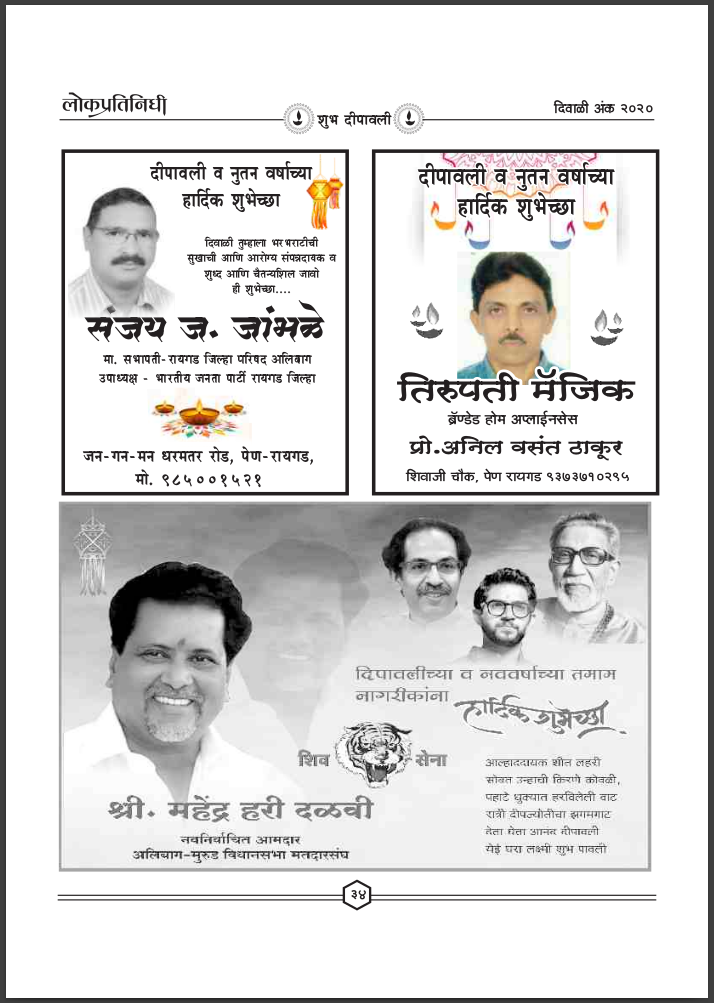 लोकप्रतिनिधी
शुभ दीपावली
दिवाळी अंक २०२०
दीपावली व नुतन वर्षाच्या
हार्दिक शुभेच्छा
दिवाळी तुम्हाला भरभराटीची
सुखाची आणि आरोग्य संपन्नदायक व
शुध्द आणि चैतन्यशिल जावो
ही शुभेच्छा....
संजय ज. जांभळे
मा. सभापती- रायगड जिल्हा परिषद अलिबाग
उपाध्यक्ष - भारतीय जनता पार्टी रायगड जिल्हा
जन-गन-मन धरमतर रोड, पेण-रायगड,
मो. ९८५००१५२१
दीपावली व नुतन वर्षाच्या
हार्दिक शुभेच्छा
तिरुपती मॅजिक
ब्रॅण्डेड होम अप्लाईनसेस
प्रो.अनिल वसंत ठाकूर
शिवाजी चौक, पेण रायगड ९३७३७१०२९५
दिपावलीच्या व नववर्षाच्या तमाम
नागरीकांना
हार्दिक शुभेच्छा
शिव सेना
श्री. महेंद्र हरी दळवी
नवनिर्वाचित आमदार
अलिबाग-मुरुड विधानसभा मतदारसंघ
आल्हाददायक शीत लहरी
सोबत उन्हाची किरणे कोवळी,
पहाटे धुक्यात हरविलेती वाट
रात्री दीपज्योतीचा झगमगाट
देता घेता आनंद दीपावली
येई घरा लक्ष्मी शुभ पावली
३४